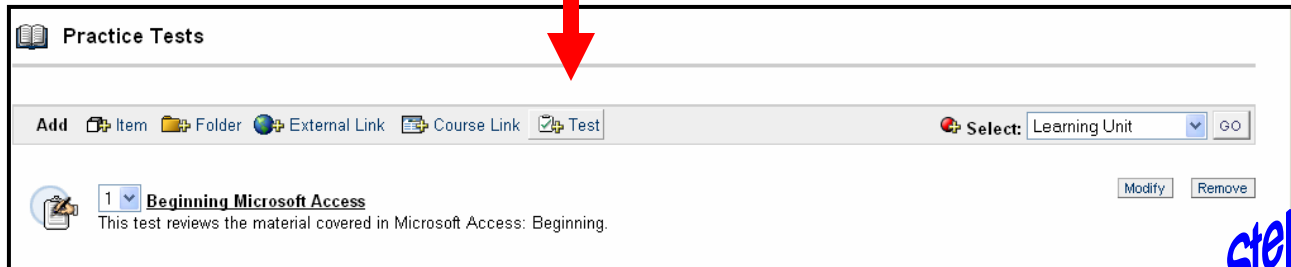 Practice Tests
Add Item Folder External Link Course Link Test Select: Learning Unit GO
1 Beginning Microsoft Access Modify Remove
This test reviews the material covered in Microsoft Access: Beginning.